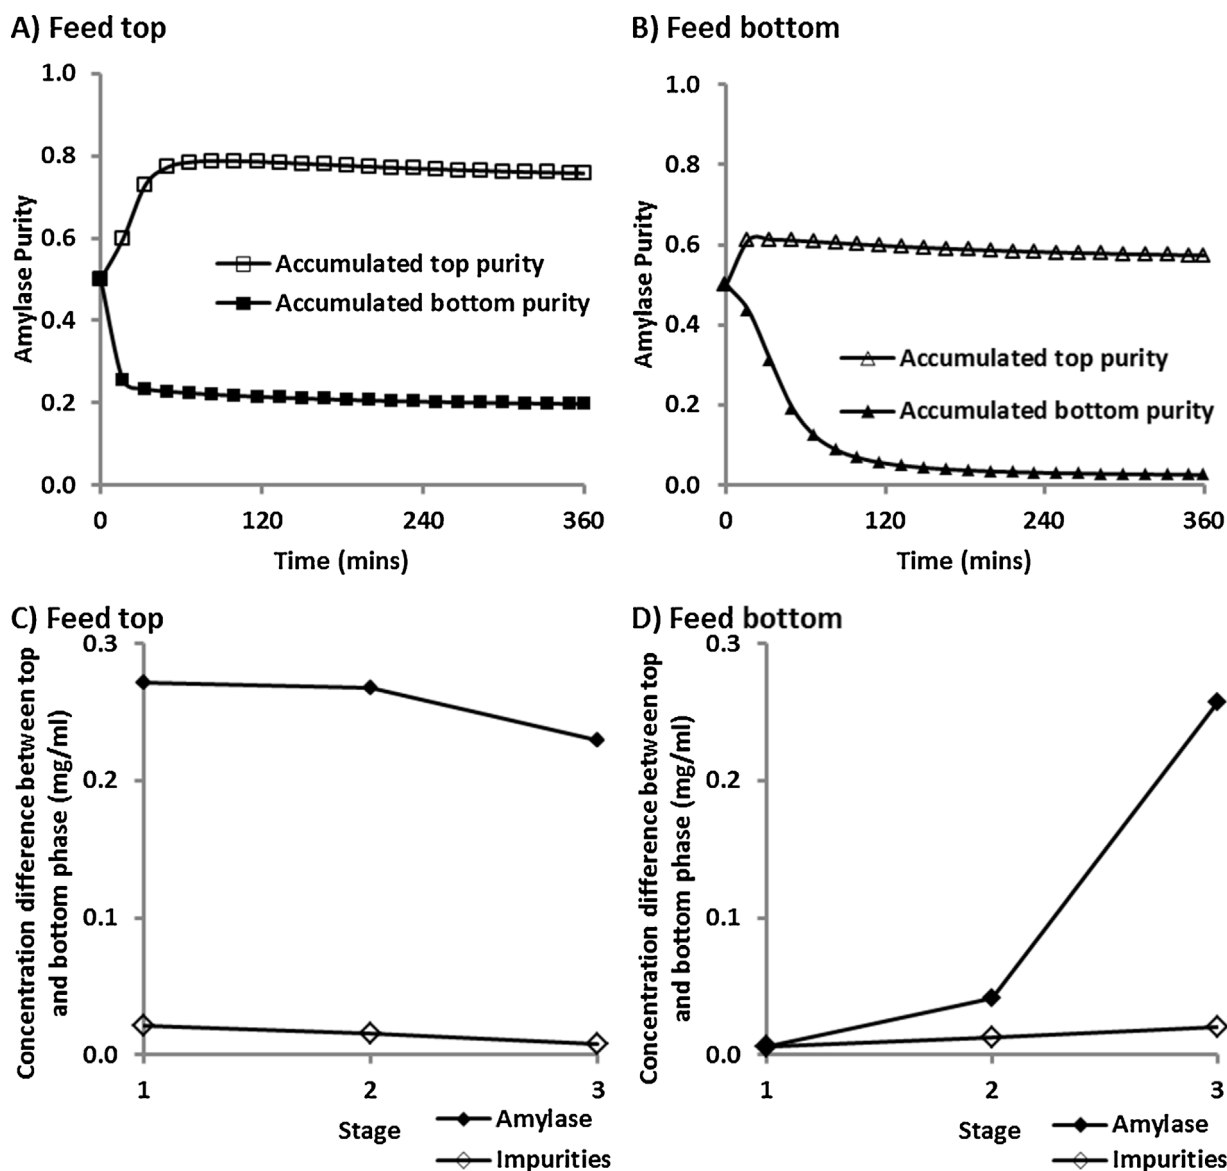 A) Feed top
1.0
0.8
0.6
0.4
0.2
0.0
Amylase Purity
Accumulated top purity
Accumulated bottom purity
0 120 240 360
Time (mins)
B) Feed bottom
1.0
0.8
0.6
0.4
0.2
0.0
Amylase Purity
Accumulated top purity
Accumulated bottom purity
0 120 240 360
Time (mins)
C) Feed top
0.3
0.2
0.1
0.0
Concentration difference between top
and bottom phase (mg/ml)
1 2 3
Stage
Amylase
Impurities
D) Feed bottom
0.3
0.2
0.1
0.0
Concentration difference between top
and bottom phase (mg/ml)
1 2 3
Stage
Amylase
Impurities